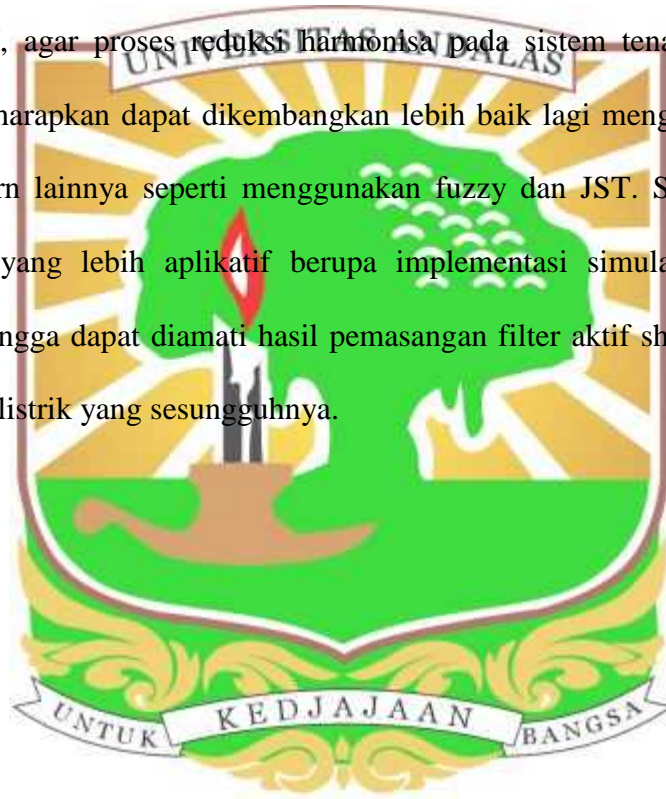 , agar proses reduksi harmonisa pada sistem tena
UNIVERSITAS ANDALAS
harapkan dapat dikembangkan lebih baik lagi meng
rn lainnya seperti menggunakan fuzzy dan JST. S
yang lebih aplikatif berupa implementasi simula
ngga dapat diamati hasil pemasangan filter aktif sh
listrik yang sesungguhnya.
UNTUK KEDJAJAAN BANGSA